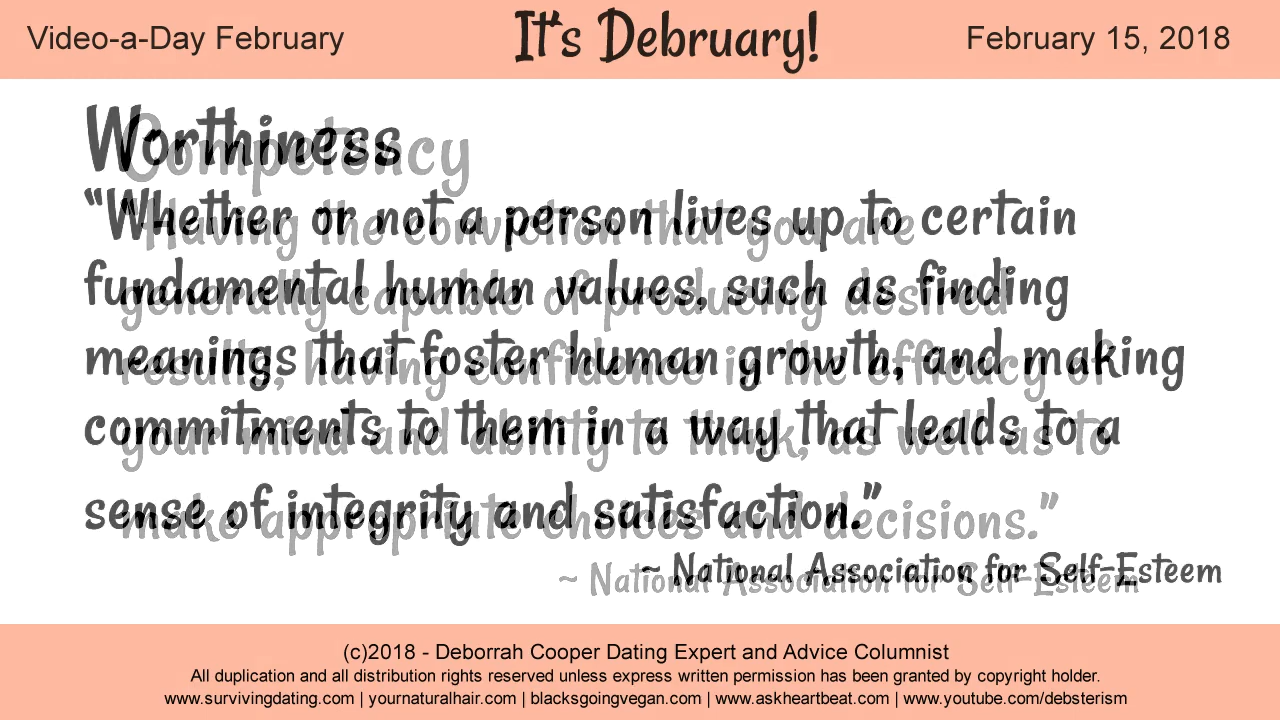 Video-a-Day February
It's Debruary!
February 15, 2018
Worthiness
“Whether or not a person lives up to certain
fundamental human values, such as finding
meanings that foster human growth, and making
commitments to them in a way that leads to a
sense of integrity and satisfaction.”
~ National Association for Self-Esteem
Competency
Having the conviction that you are
generally capable of producing desired
results, having confidence in the efficacy of
your mind and ability to think, as well as to
make appropriate choices and decisions.”
~ National Association for Self-Esteem
(c)2018 - Deborrah Cooper Dating Expert and Advice Columnist
All duplication and all distribution rights reserved unless express written permission has been granted by copyright holder.
www.survivingdating.com | yournaturalhair.com | blacksgoingvegan.com | www.askheartbeat.com | www.youtube.com/debsterism